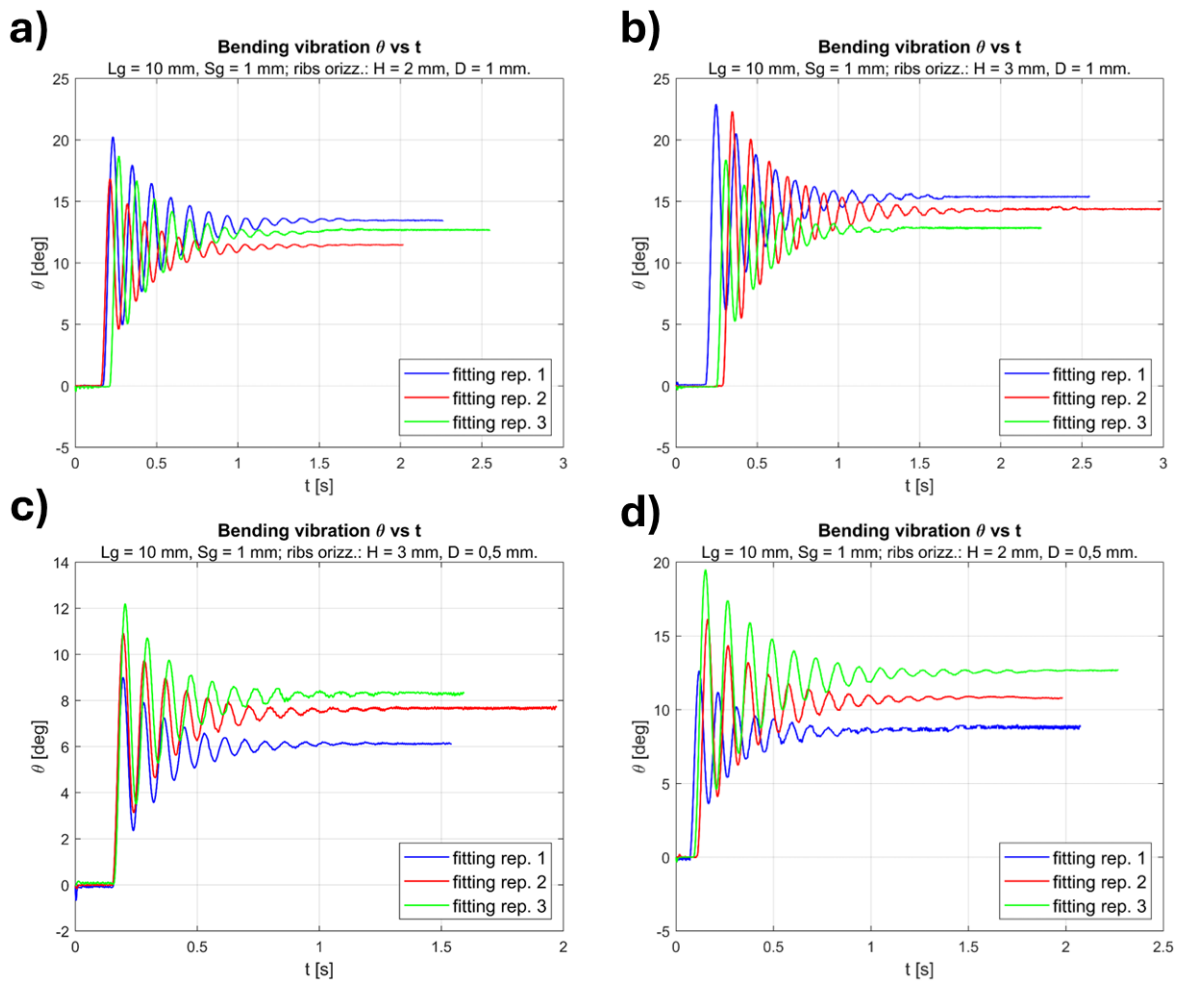 a)
Bending vibration θ vs t
Lg = 10 mm, Sg = 1 mm; ribs orizz.: H = 2 mm, D = 1 mm.
25
20
15
10
5
0
-5
θ [deg]
0 0.5 1 1.5 2 2.5 3
t [s]
fitting rep. 1
fitting rep. 2
fitting rep. 3
b)
Bending vibration θ vs t
Lg = 10 mm, Sg = 1 mm; ribs orizz.: H = 3 mm, D = 1 mm.
25
20
15
10
5
0
-5
θ [deg]
0 0.5 1 1.5 2 2.5 3
t [s]
fitting rep. 1
fitting rep. 2
fitting rep. 3
c)
Bending vibration θ vs t
Lg = 10 mm, Sg = 1 mm; ribs orizz.: H = 3 mm, D = 0,5 mm.
14
12
10
8
6
4
2
0
-2
θ [deg]
0 0.5 1 1.5 2
t [s]
fitting rep. 1
fitting rep. 2
fitting rep. 3
d)
Bending vibration θ vs t
Lg = 10 mm, Sg = 1 mm; ribs orizz.: H = 2 mm, D = 0,5 mm.
20
15
10
5
0
-5
θ [deg]
0 0.5 1 1.5 2 2.5
t [s]
fitting rep. 1
fitting rep. 2
fitting rep. 3